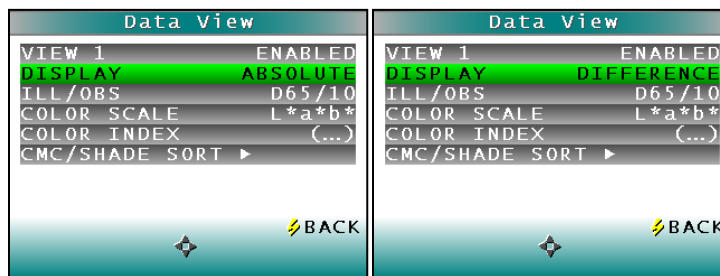 Data View
VIEW 1 ENABLED
DISPLAY ABSOLUTE
ILL/OBS D65/10
COLOR SCALE L*a*b*
COLOR INDEX (...)
CMC/SHADE SORT ►
BACK
Data View
VIEW 1 ENABLED
DISPLAY DIFFERENCE
ILL/OBS D65/10
COLOR SCALE L*a*b*
COLOR INDEX (...)
CMC/SHADE SORT ►
BACK